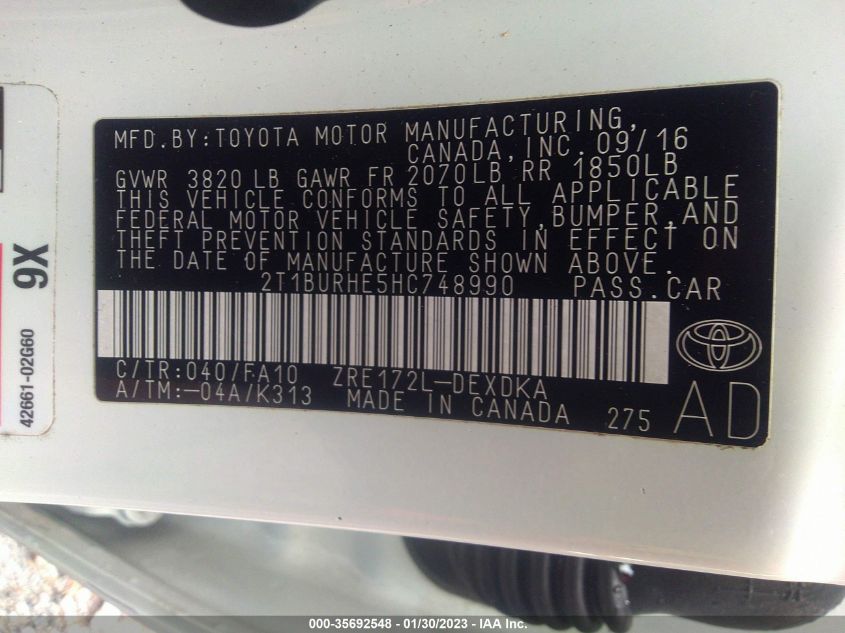 MFD. BY: TOYOTA MOTOR MANUFACTURING,
CANADA, INC. 09/16
GVWR 3820 LB GAWR FR 2070LB RR 1850LB
THIS VEHICLE CONFORMS TO ALL APPLICABLE
FEDERAL MOTOR VEHICLE SAFETY, BUMPER, AND
THEFT PREVENTION STANDARDS IN EFFECT ON
THE DATE OF MANUFACTURE SHOWN ABOVE.
2T1BURHE5HC748990 PASS. CAR
C/TR: 040/FA10 ZRE172L-DEXDKA
A/TM:-04A/K313 MADE IN CANADA 275 AD
42661-02G60 9X
000-35692548 - 01/30/2023 - IAA Inc.